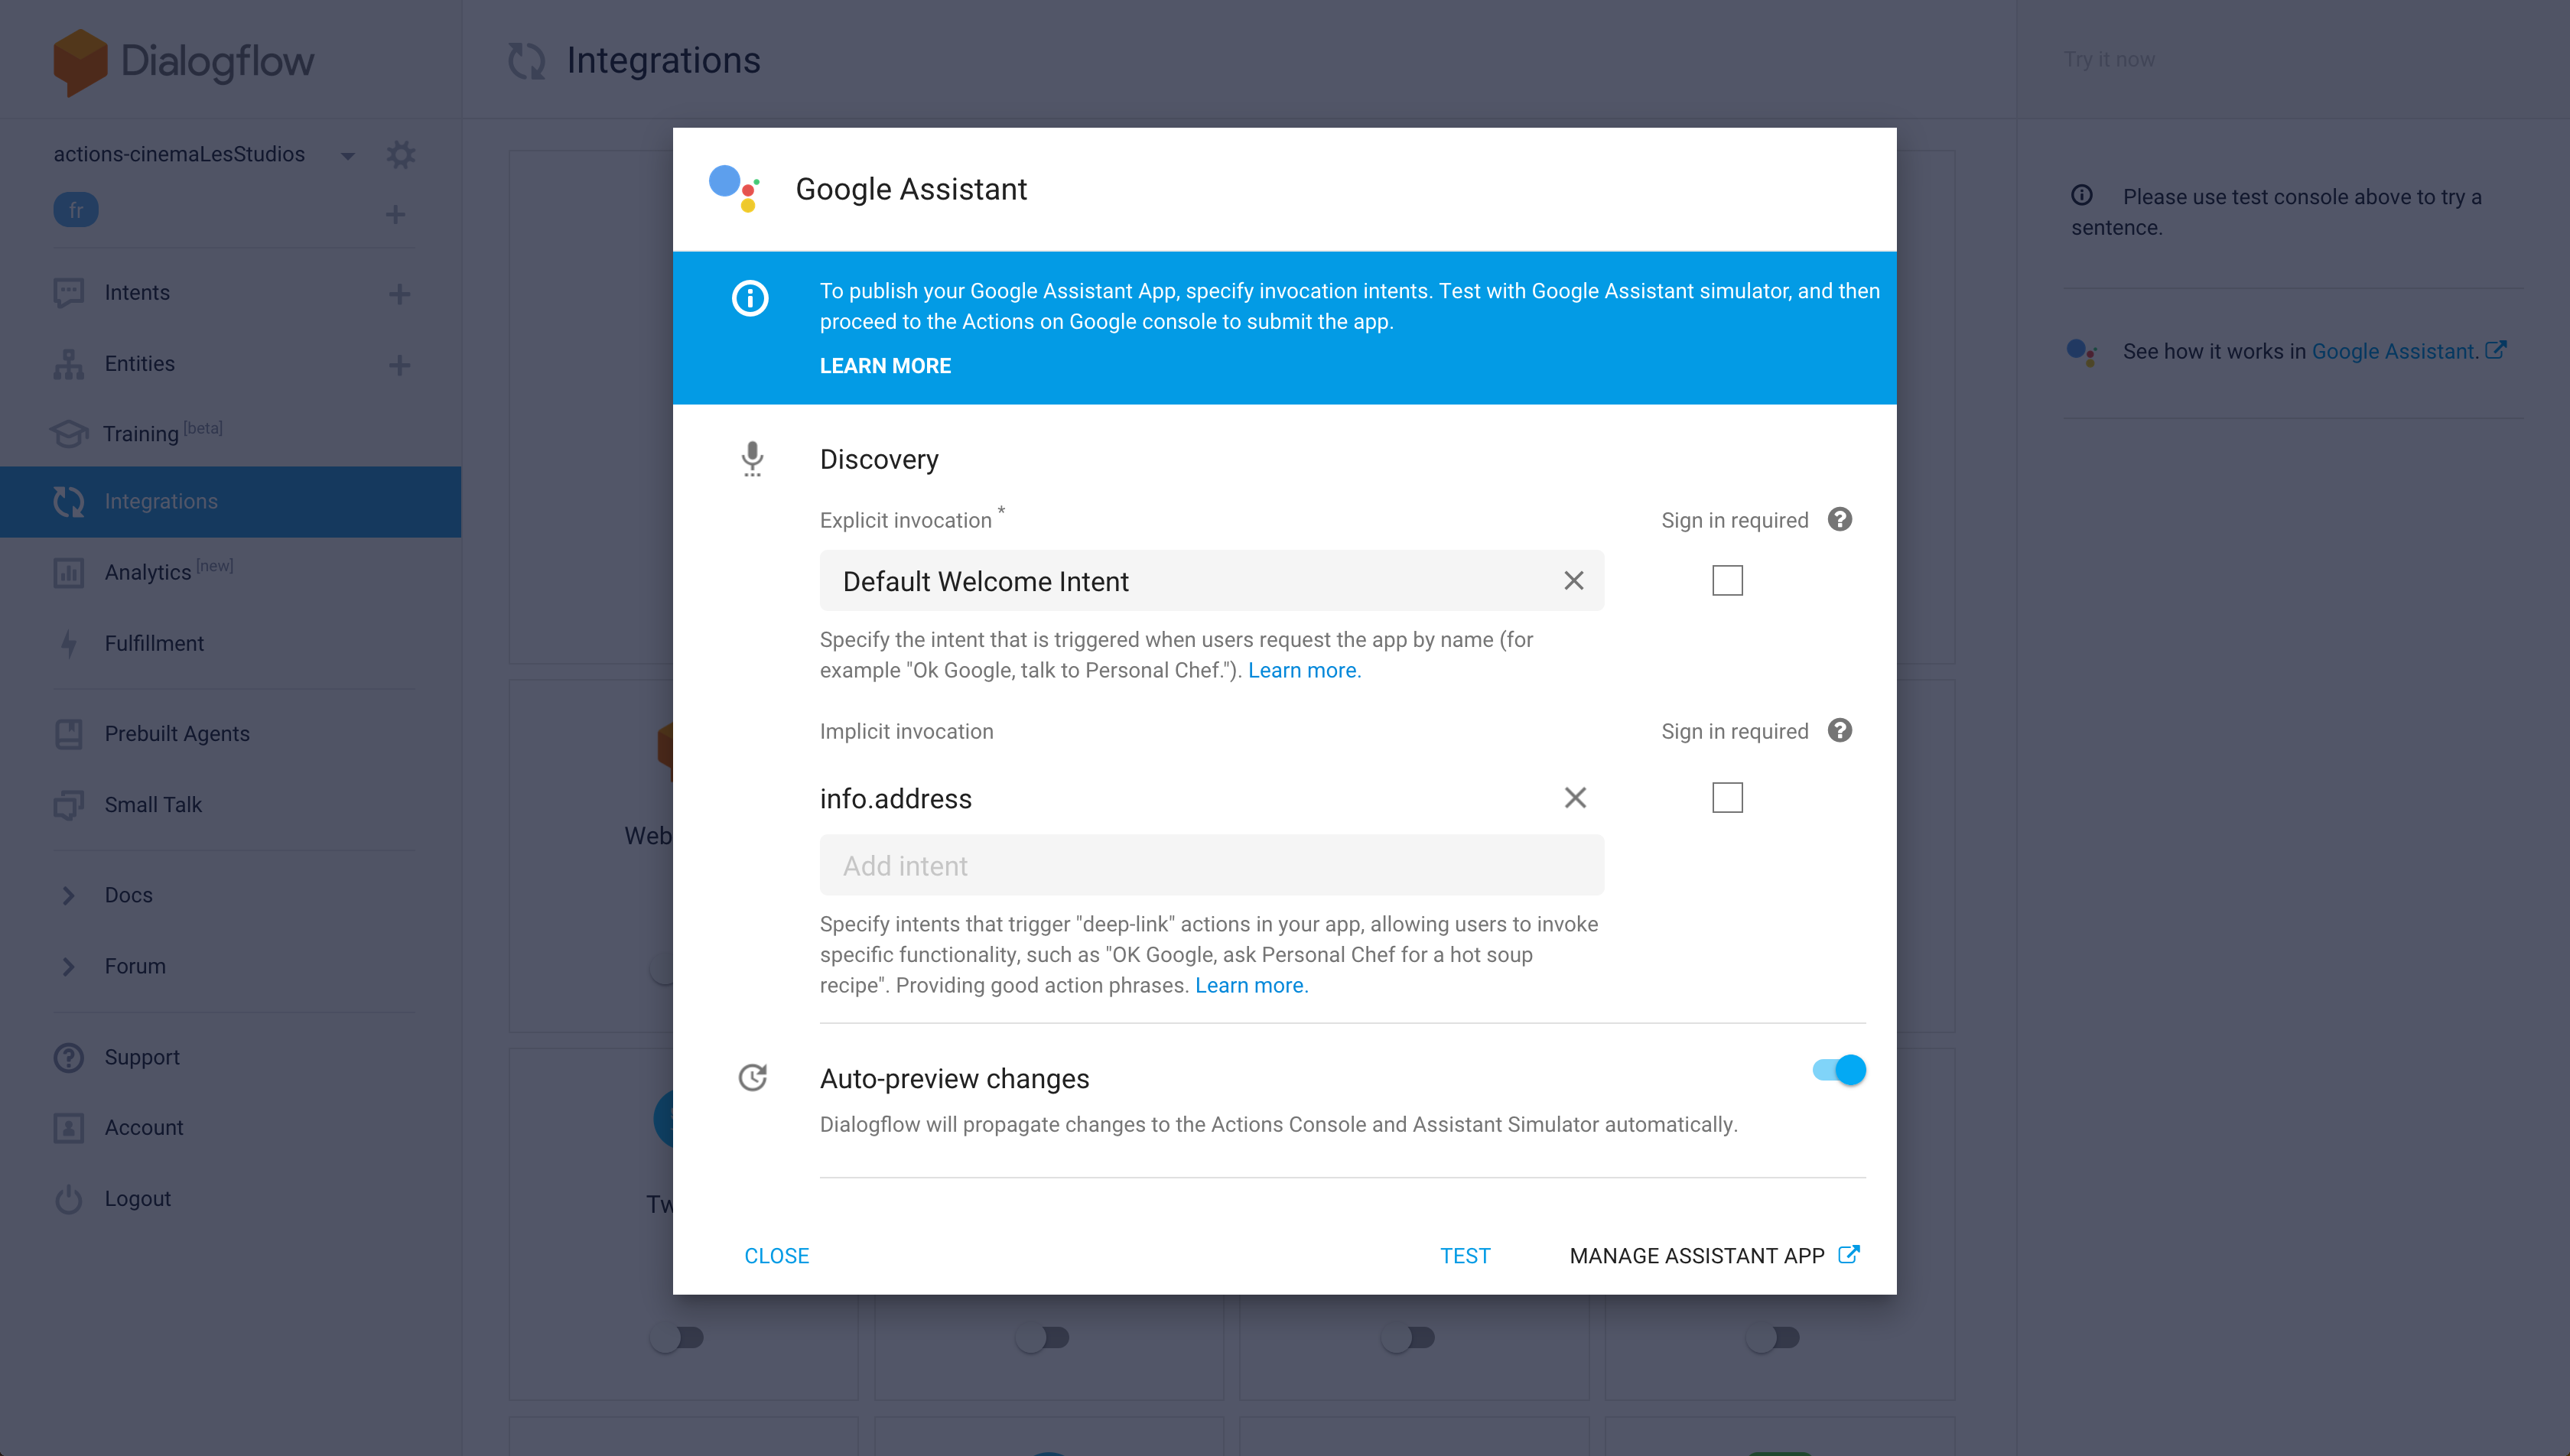 Dialogflow
actions-cinemaLesStudios
fr
Intents
Entities
Training [beta]
Integrations
Analytics [new]
Fulfillment
Prebuilt Agents
Small Talk
Docs
Forum
Support
Account
Logout
Integrations
Web
Tw
Google Assistant
To publish your Google Assistant App, specify invocation intents. Test with Google Assistant simulator, and then
proceed to the Actions on Google console to submit the app.
LEARN MORE
Discovery
Explicit invocation *
Sign in required
Default Welcome Intent
Specify the intent that is triggered when users request the app by name (for
example "Ok Google, talk to Personal Chef."). Learn more.
Implicit invocation
Sign in required
info.address
Add intent
Specify intents that trigger "deep-link" actions in your app, allowing users to invoke
specific functionality, such as "OK Google, ask Personal Chef for a hot soup
recipe". Providing good action phrases. Learn more.
Auto-preview changes
Dialogflow will propagate changes to the Actions Console and Assistant Simulator automatically.
CLOSE
TEST
MANAGE ASSISTANT APP
Try it now
Please use test console above to try a
sentence.
See how it works in Google Assistant.